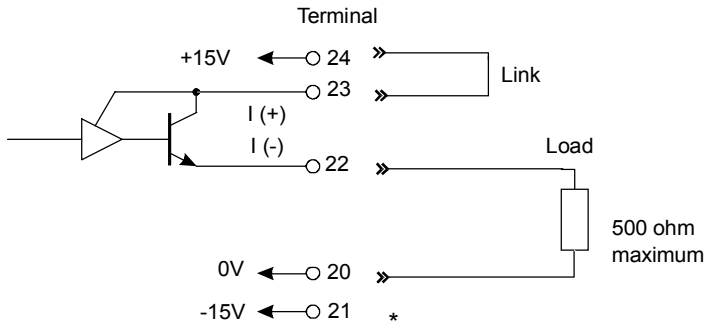 Terminal
+15V 24
Link
23
I (+)
I (-)
22
Load
500 ohm
maximum
0V 20
-15V 21 *